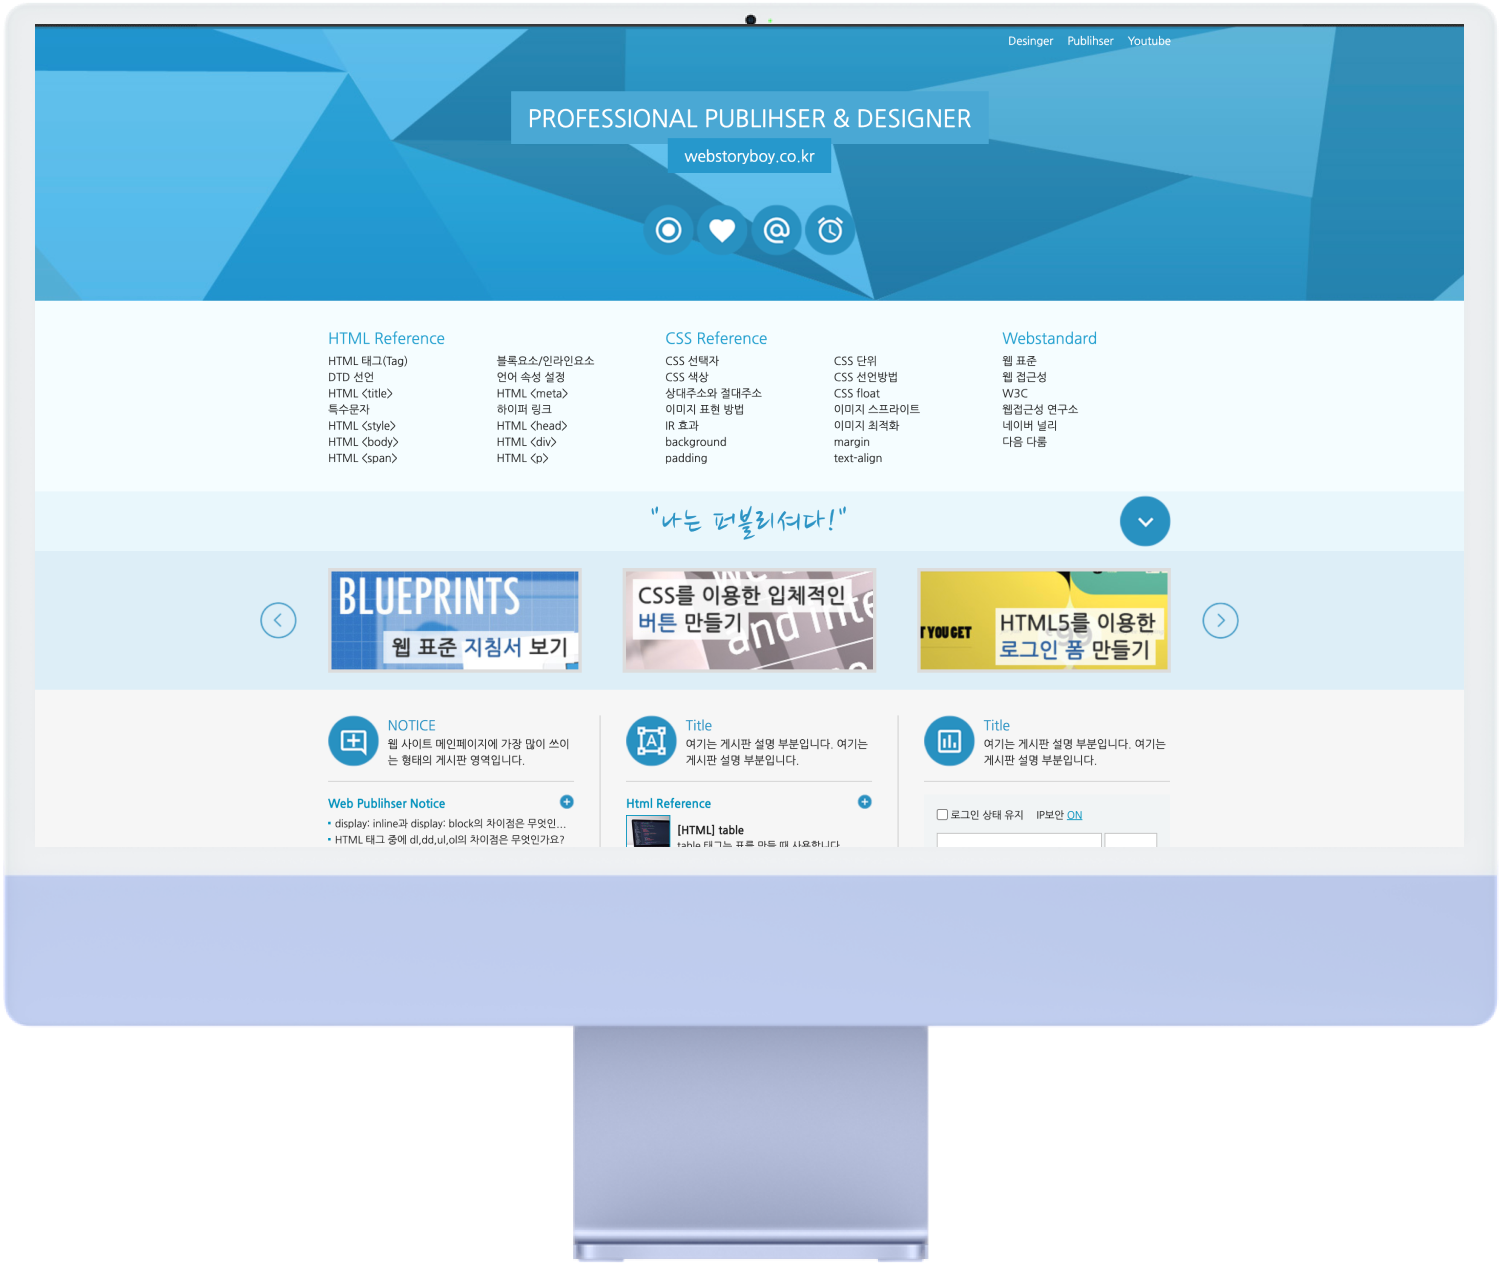 Desinger Publihser Youtube
PROFESSIONAL PUBLIHSER & DESIGNER
webstoryboy.co.kr
HTML Reference
HTML 태그(Tag)
DTD 선언
HTML <title>
특수문자
HTML <style>
HTML <body>
HTML <span>
블록요소/인라인요소
언어 속성 설정
HTML <meta>
하이퍼 링크
HTML <head>
HTML <div>
HTML <p>
CSS Reference
CSS 선택자
CSS 색상
상대주소와 절대주소
이미지 표현 방법
IR 효과
background
padding
CSS 단위
CSS 선언방법
CSS float
이미지 스프라이트
이미지 최적화
margin
text-align
Webstandard
웹 표준
웹 접근성
W3C
웹접근성 연구소
네이버 널리
다음 다룸
"나는 퍼블리셔다!"
BLUEPRINTS
웹 표준 지침서 보기
CSS를 이용한 입체적인
버튼 만들기
and inte
T YOU GET
'99
HTML5를 이용한
로그인 폼 만들기
NOTICE
웹 사이트 메인페이지에 가장 많이 쓰이
는 형태의 게시판 영역입니다.
Web Publihser Notice
display: inline과 display: block의 차이점은 무엇인...
HTML 태그 중에 dl,dd,ul,ol의 차이점은 무엇인가요?
A
Title
여기는 게시판 설명 부분입니다. 여기는
게시판 설명 부분입니다.
Html Reference
[HTML] table
table 태그는 표를 만들 때 사용합니다.
Title
여기는 게시판 설명 부분입니다. 여기는
게시판 설명 부분입니다.
로그인 상태 유지 IP보안 ON